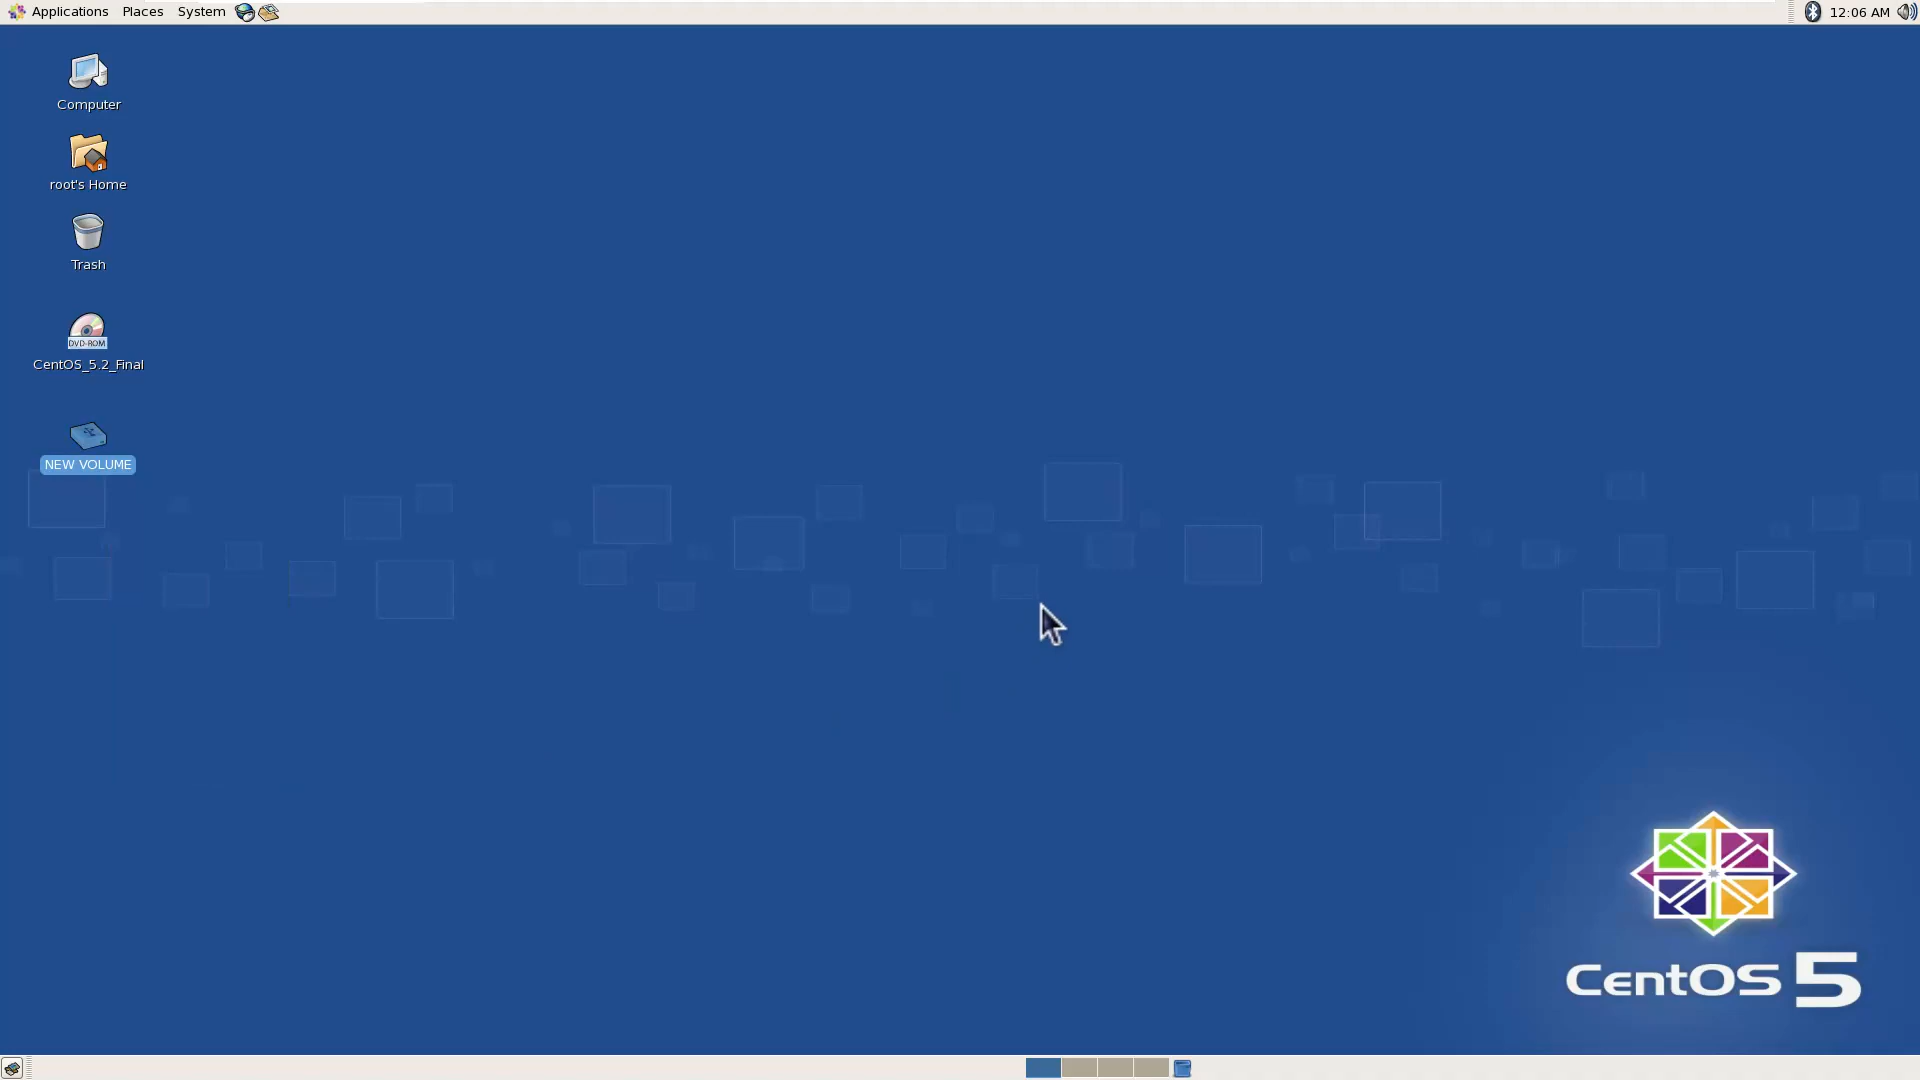 Applications Places System 12:06 AM
Computer
root's Home
Trash
DVD-ROM
CentOS_5.2_Final
NEW VOLUME
CentOS 5